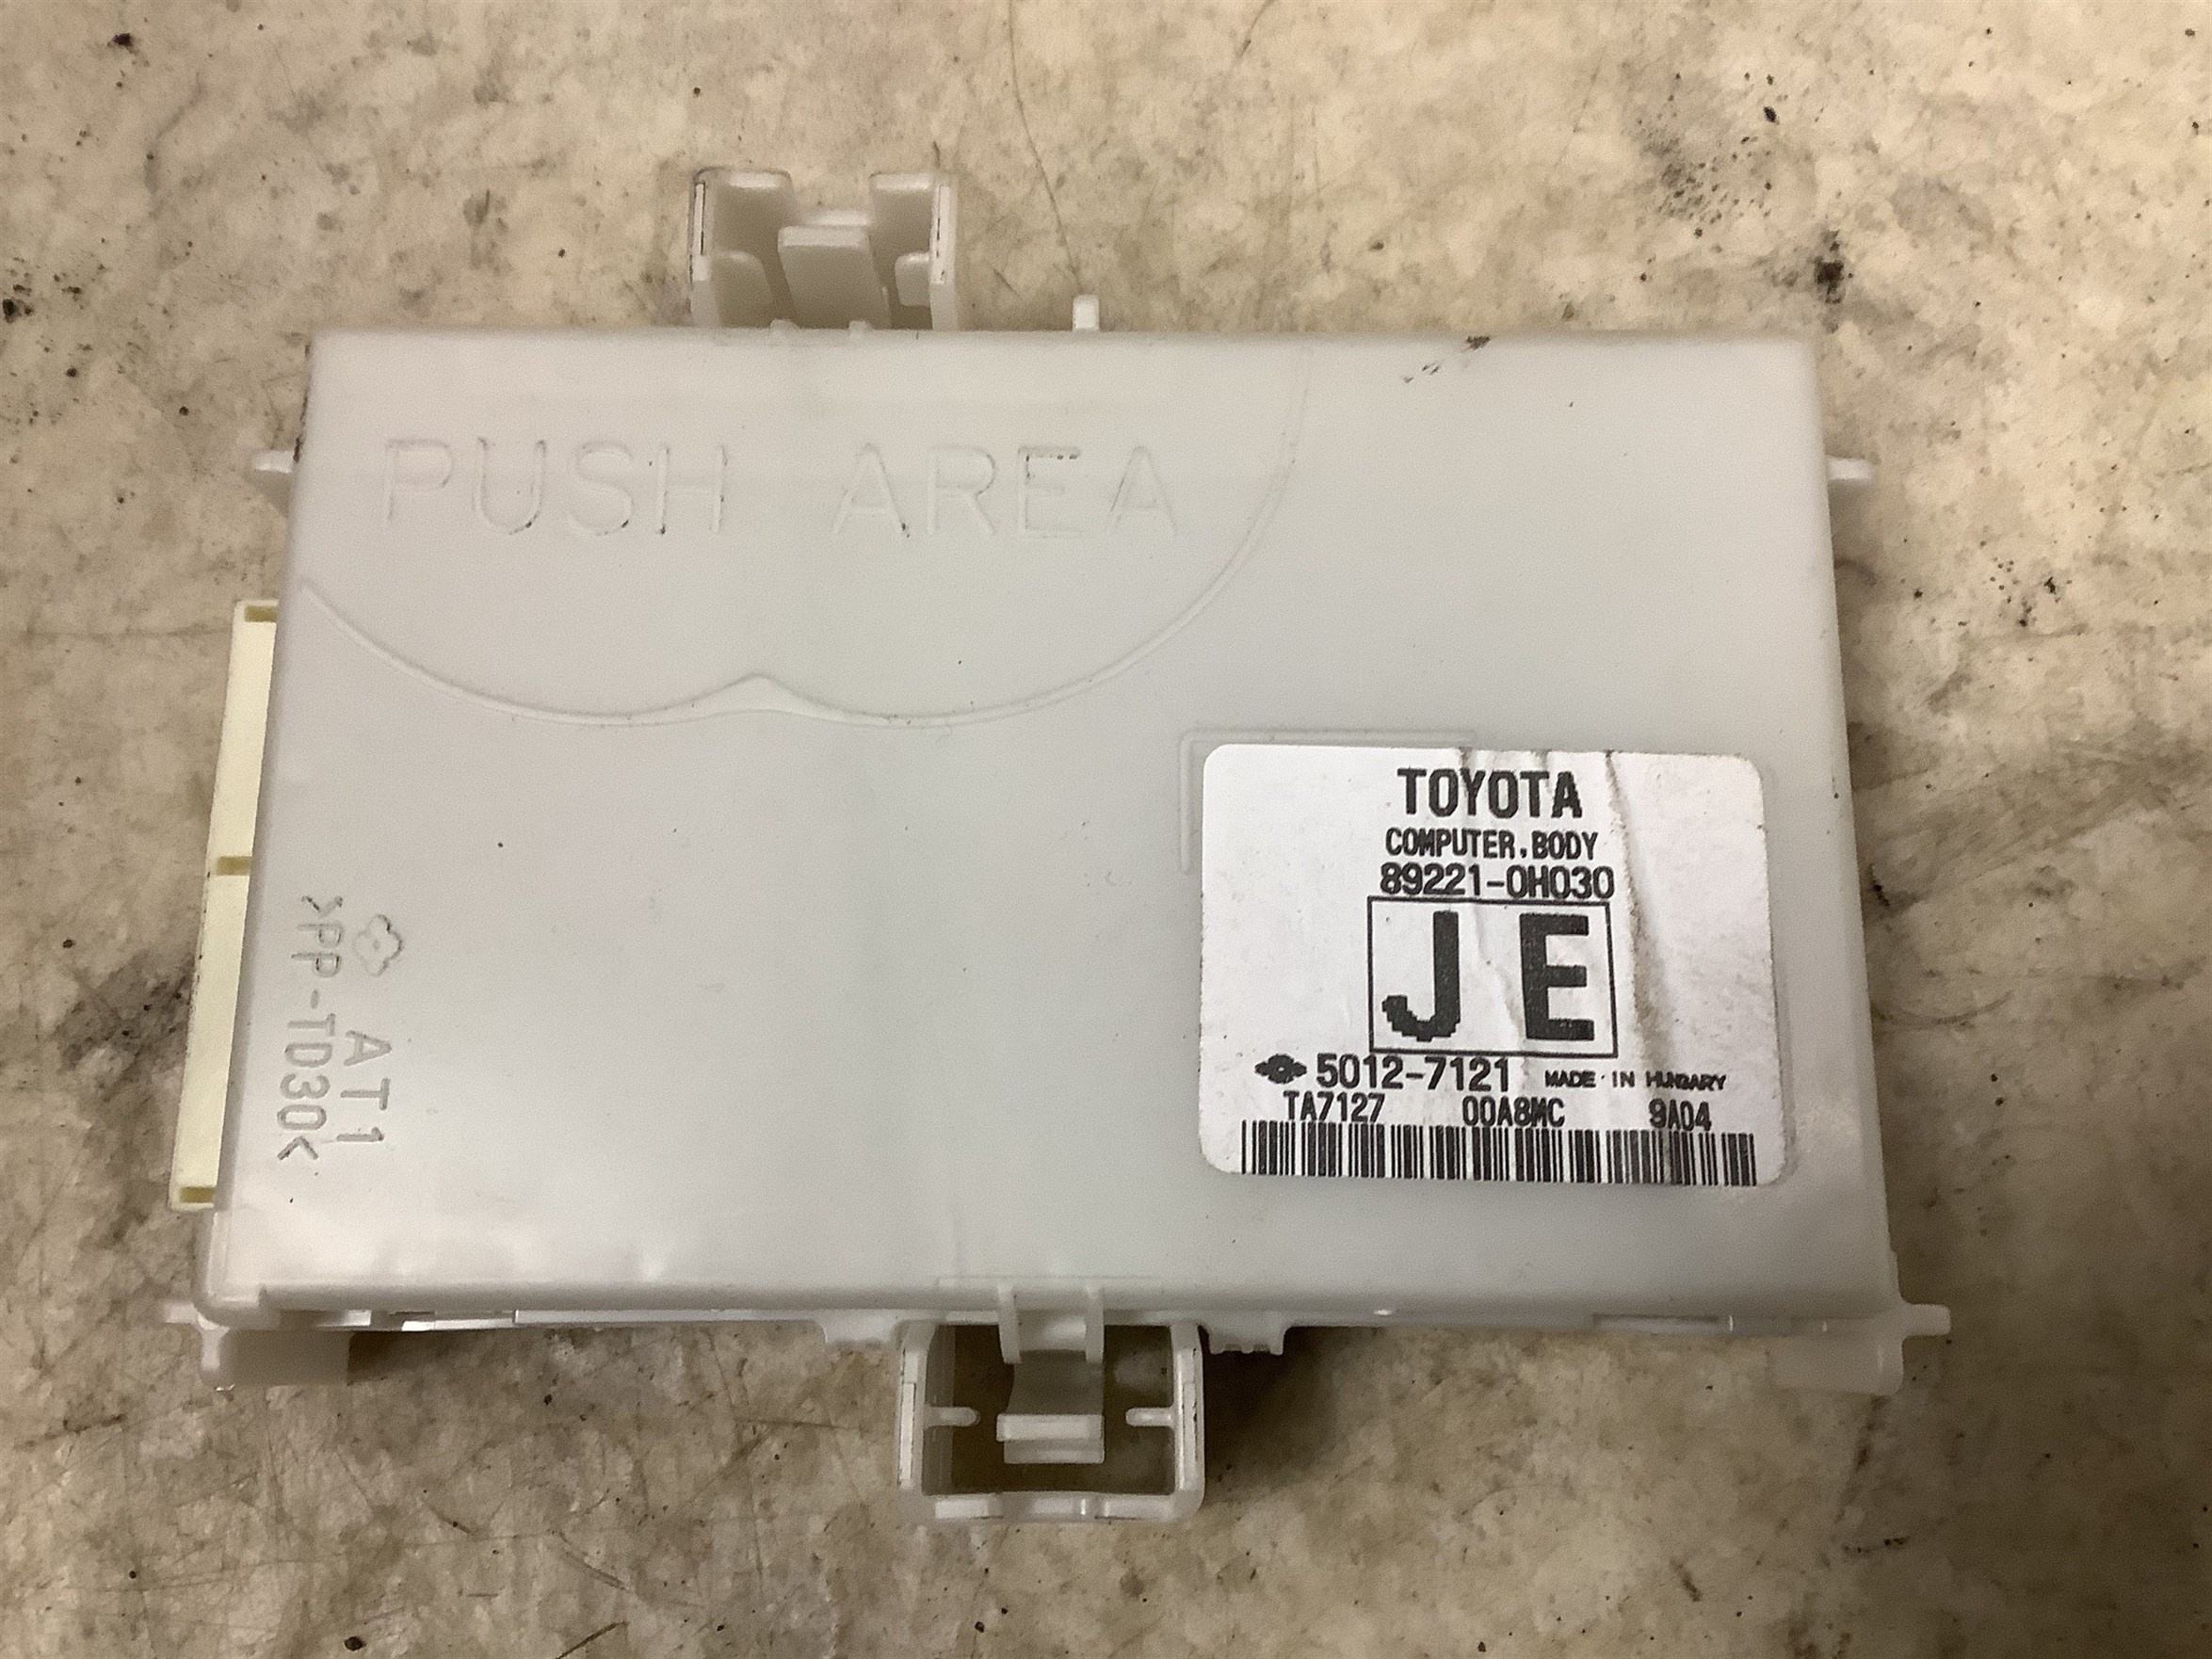 PUSH AREA
TOYOTA
COMPUTER,BODY
89221-0H030
JE
5012-7121 MADE IN HUNGARY
TA7127 00A8MC 9A04
AT1
>PP-TD30<